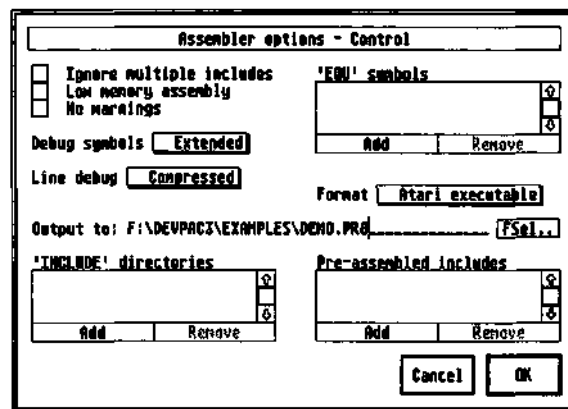 Assembler options - Control
Ignore multiple includes
Low memory assembly
No warnings
Debug symbols Extended
Line debug Compressed
'EQU' symbols
Add Remove
Format Atari executable
Output to: F:\DEVPAC3\EXAMPLES\DEMO.PRG fSel..
'INCLUDE' directories
Add Remove
Pre-assembled includes
Add Remove
Cancel OK